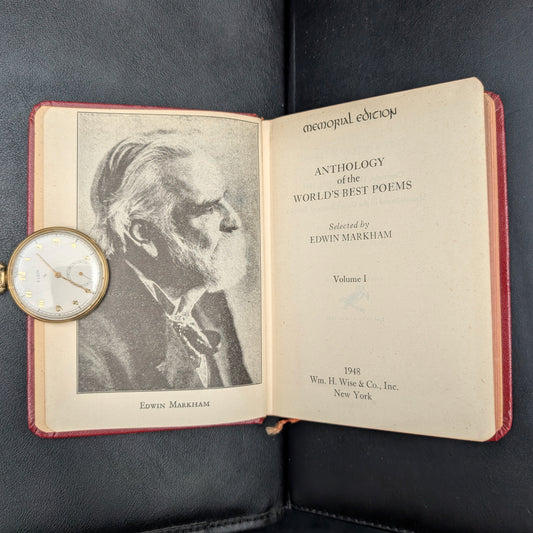 EDWIN MARKHAM
MEMORIAL EDITION
ANTHOLOGY
of the
WORLD'S BEST POEMS
Selected by
EDWIN MARKHAM
Volume I
1948
Wm. H. Wise & Co., Inc.
New York